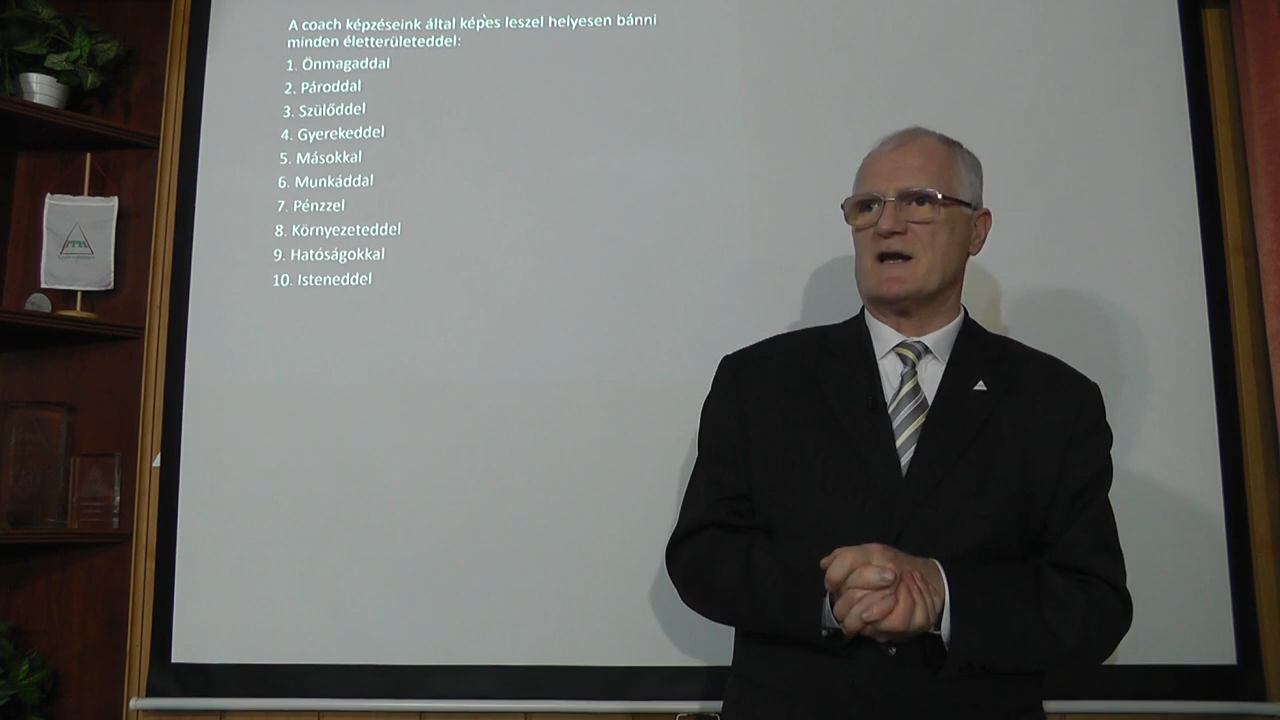 A coach képzéseink által képes leszel helyesen bánni
minden életterületeddel:
1. Önmagaddal
2. Pároddal
3. Szülőddel
4. Gyerekeddel
5. Másokkal
6. Munkáddal
7. Pénzzel
8. Környezeteddel
9. Hatóságokkal
10. Isteneddel